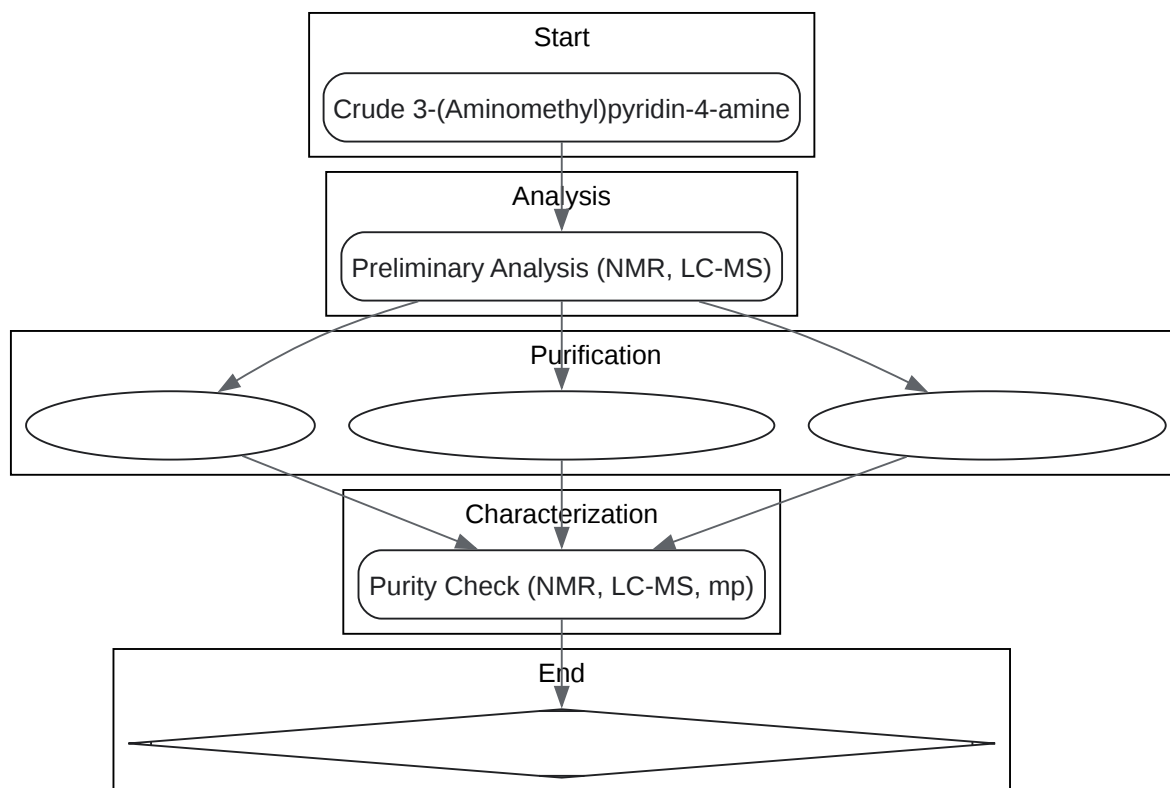 Start
Crude 3-(Aminomethyl)pyridin-4-amine
Analysis
Preliminary Analysis (NMR, LC-MS)
Purification
Characterization
Purity Check (NMR, LC-MS, mp)
End